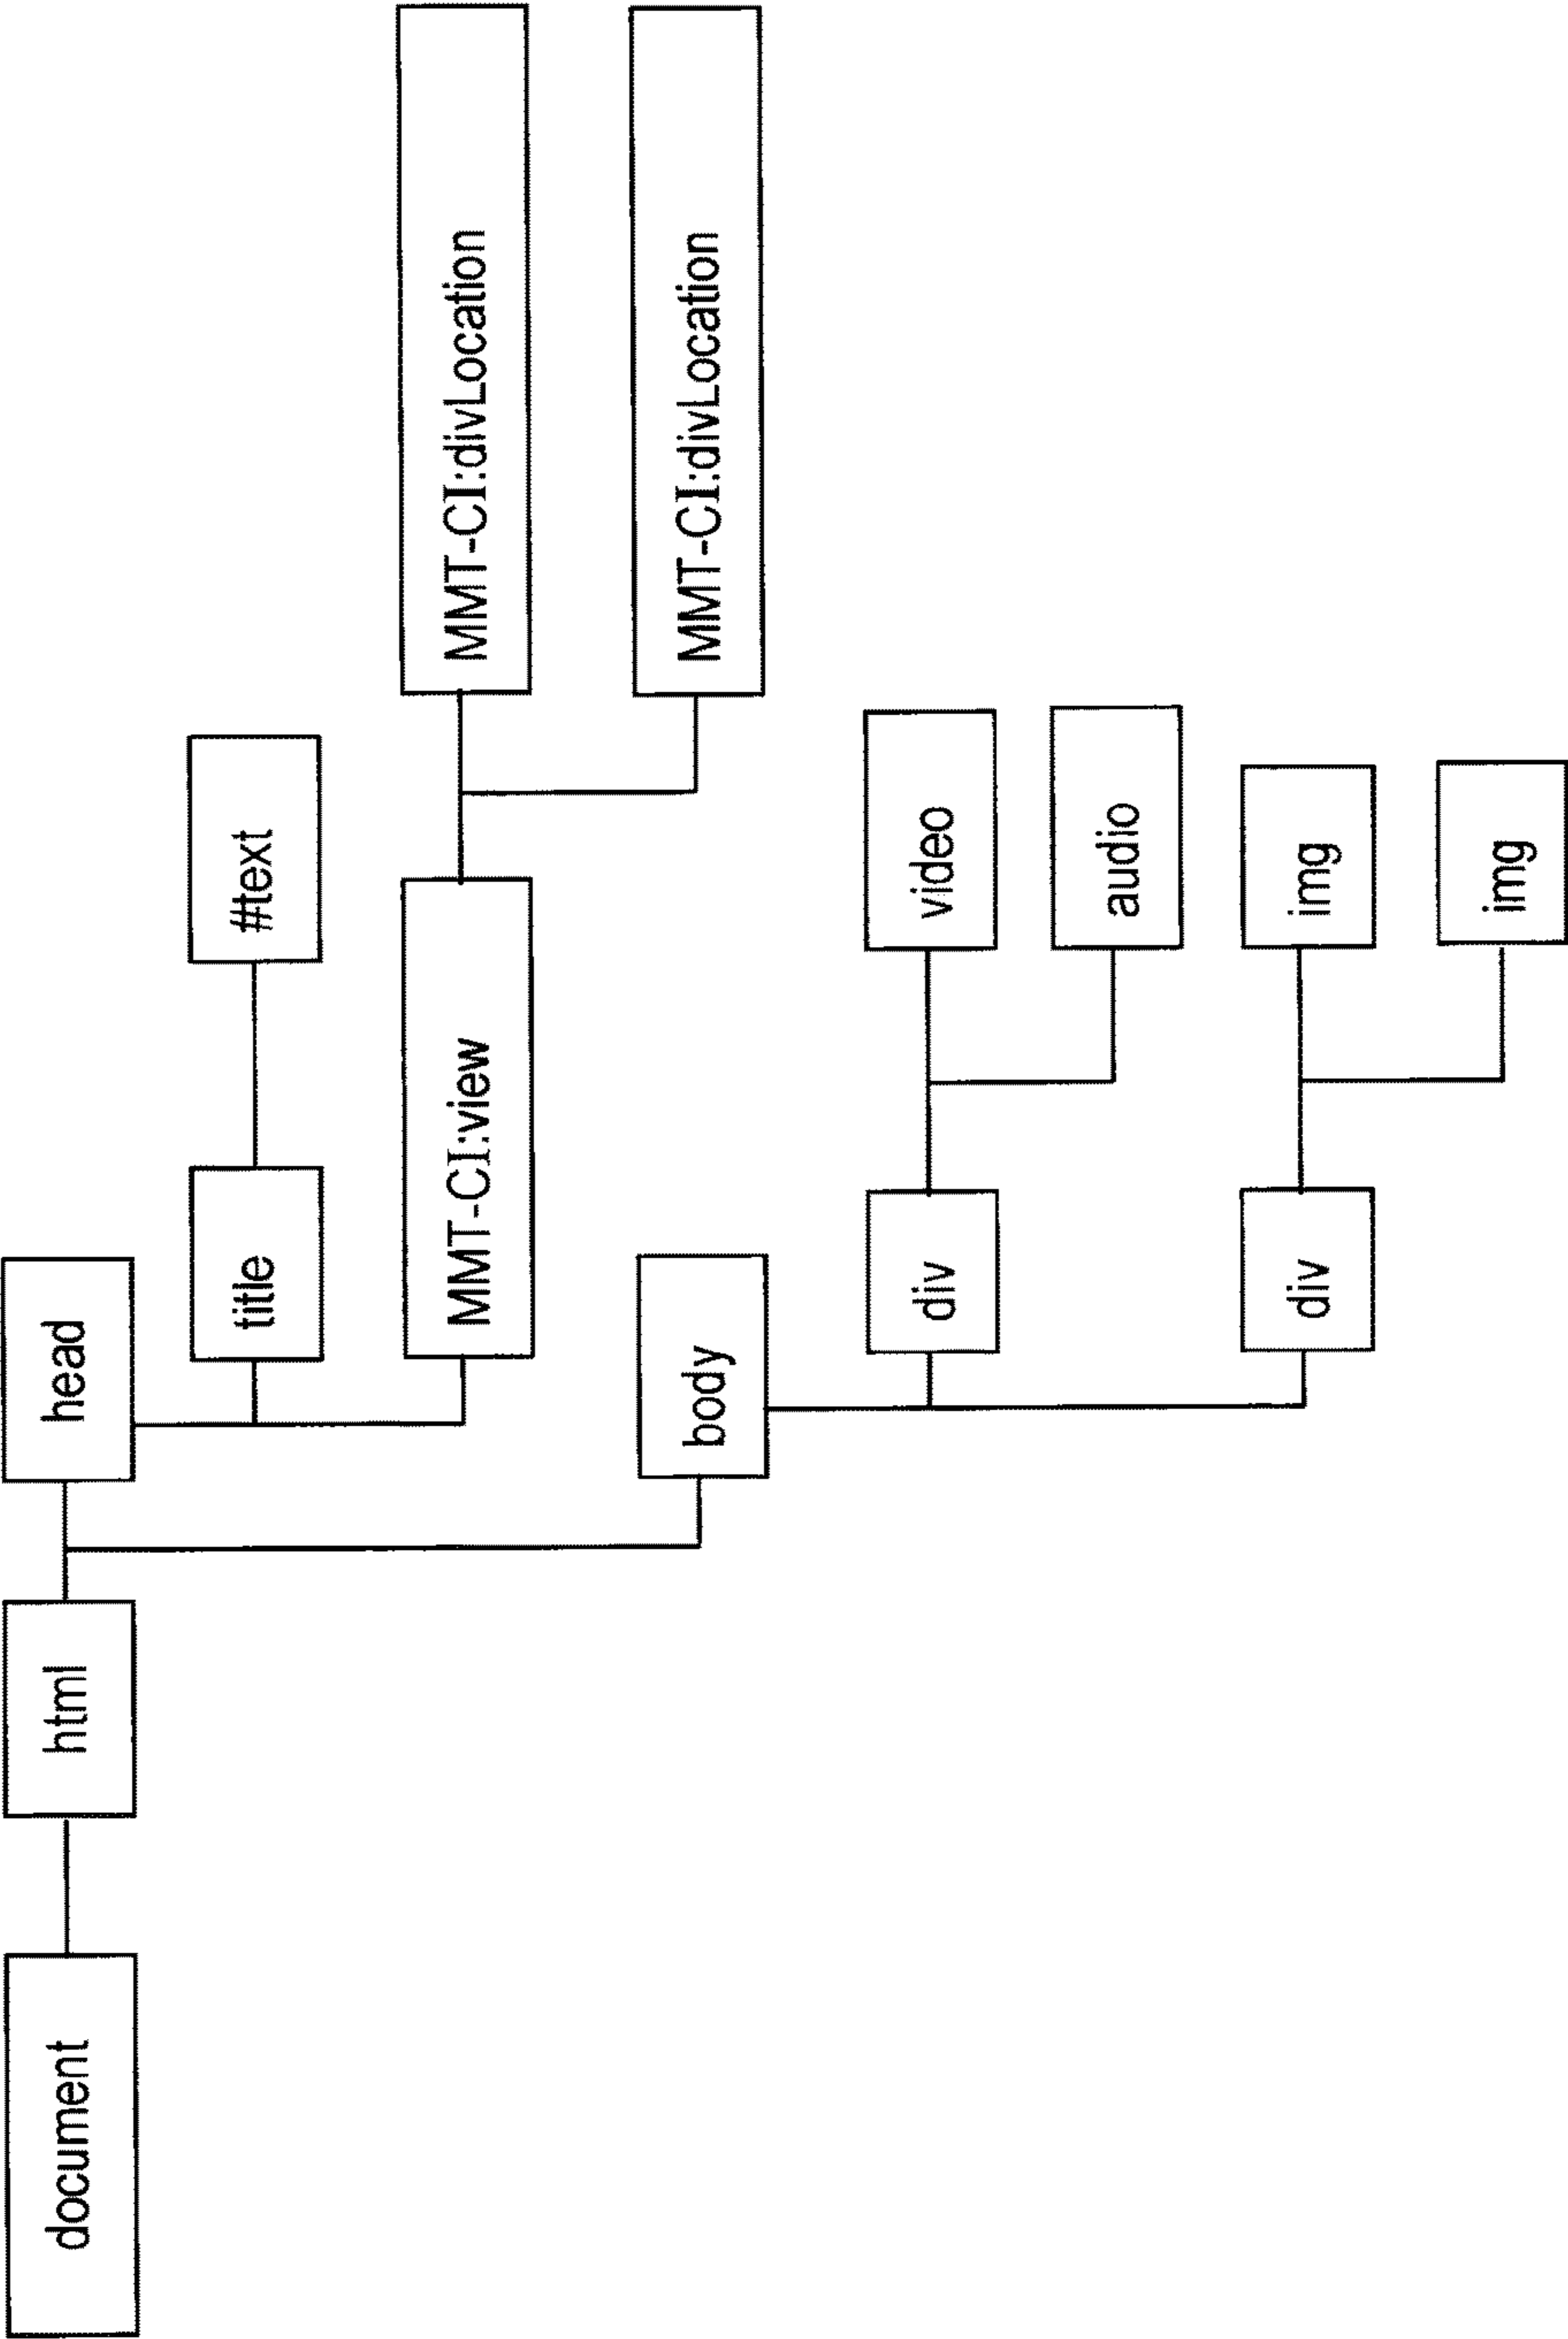 document
html
head
title
#text
MMT-CI:view
MMT-CI:divLocation
MMT-CI:divLocation
body
div
video
audio
div
img
img